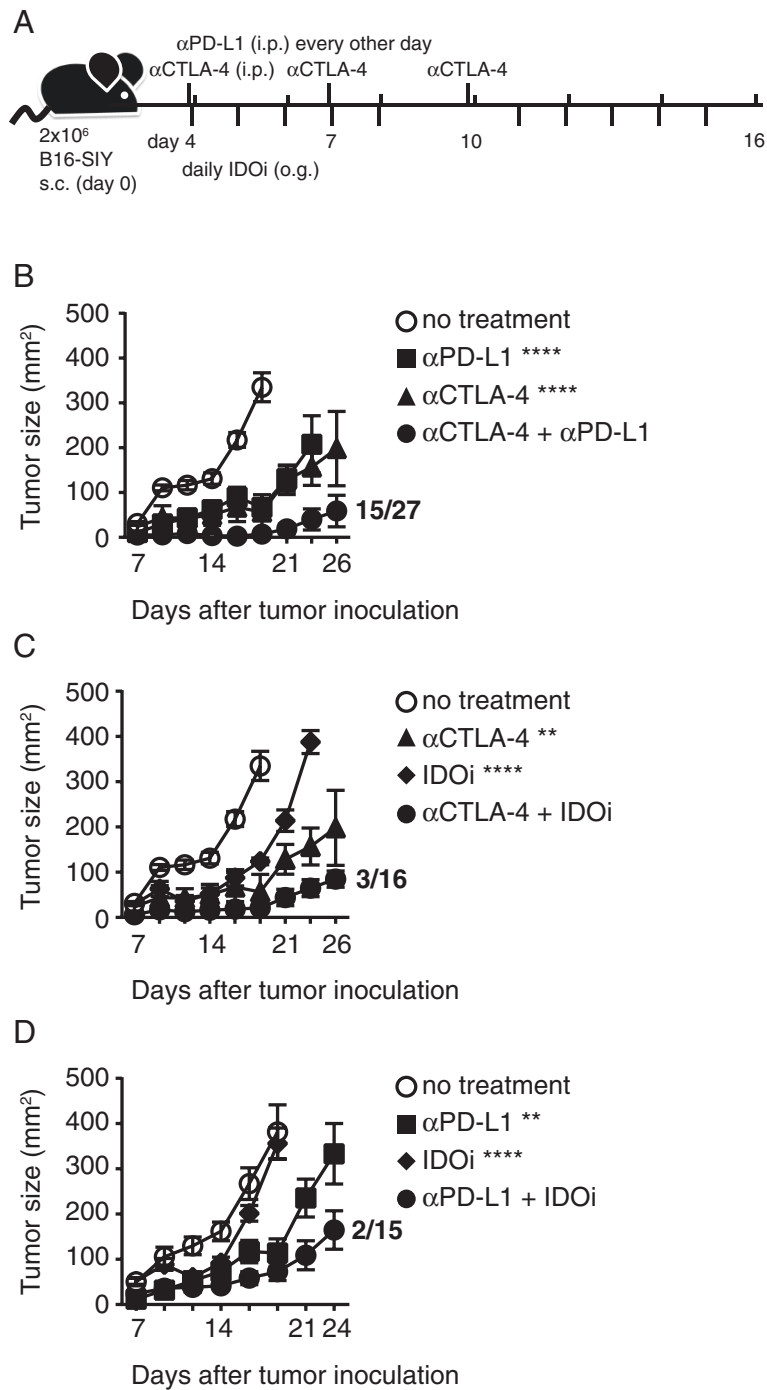 A
αPD-L1 (i.p.) every other day
αCTLA-4 (i.p.) αCTLA-4 αCTLA-4
2x10⁶
B16-SIY
s.c. (day 0)
day 4 7 10 16
daily IDOi (o.g.)
B
Tumor size (mm²)
500
400
300
200
100
0
7 14 21 26
Days after tumor inoculation
no treatment
αPD-L1 ****
αCTLA-4 ****
αCTLA-4 + αPD-L1
15/27
C
Tumor size (mm²)
500
400
300
200
100
0
7 14 21 26
Days after tumor inoculation
no treatment
αCTLA-4 **
IDOi ****
αCTLA-4 + IDOi
3/16
D
Tumor size (mm²)
500
400
300
200
100
0
7 14 21 24
Days after tumor inoculation
no treatment
αPD-L1 **
IDOi ****
αPD-L1 + IDOi
2/15